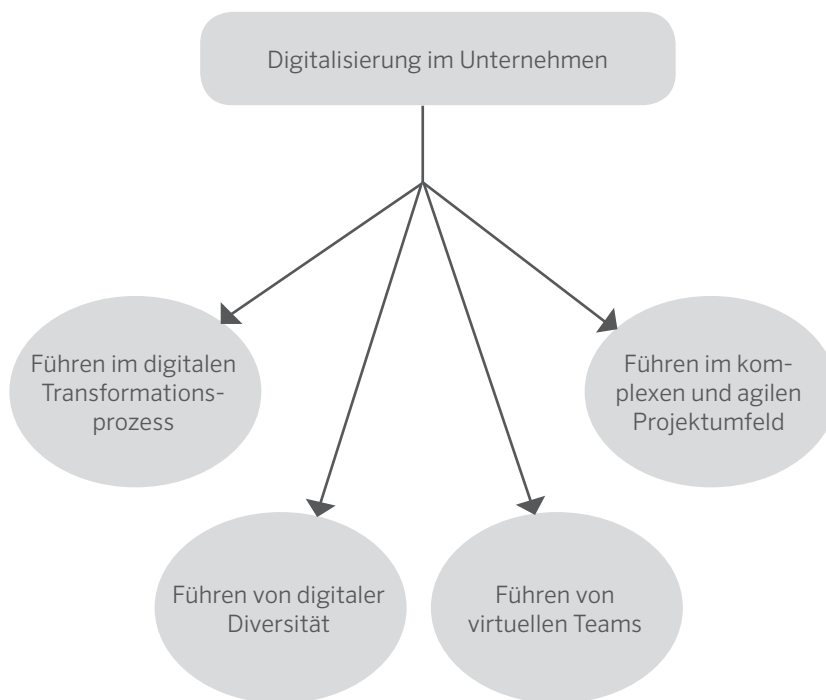 Digitalisierung im Unternehmen
Führen im digitalen
Transformations-
prozess
Führen im kom-
plexen und agilen
Projektumfeld
Führen von digitaler
Diversität
Führen von
virtuellen Teams